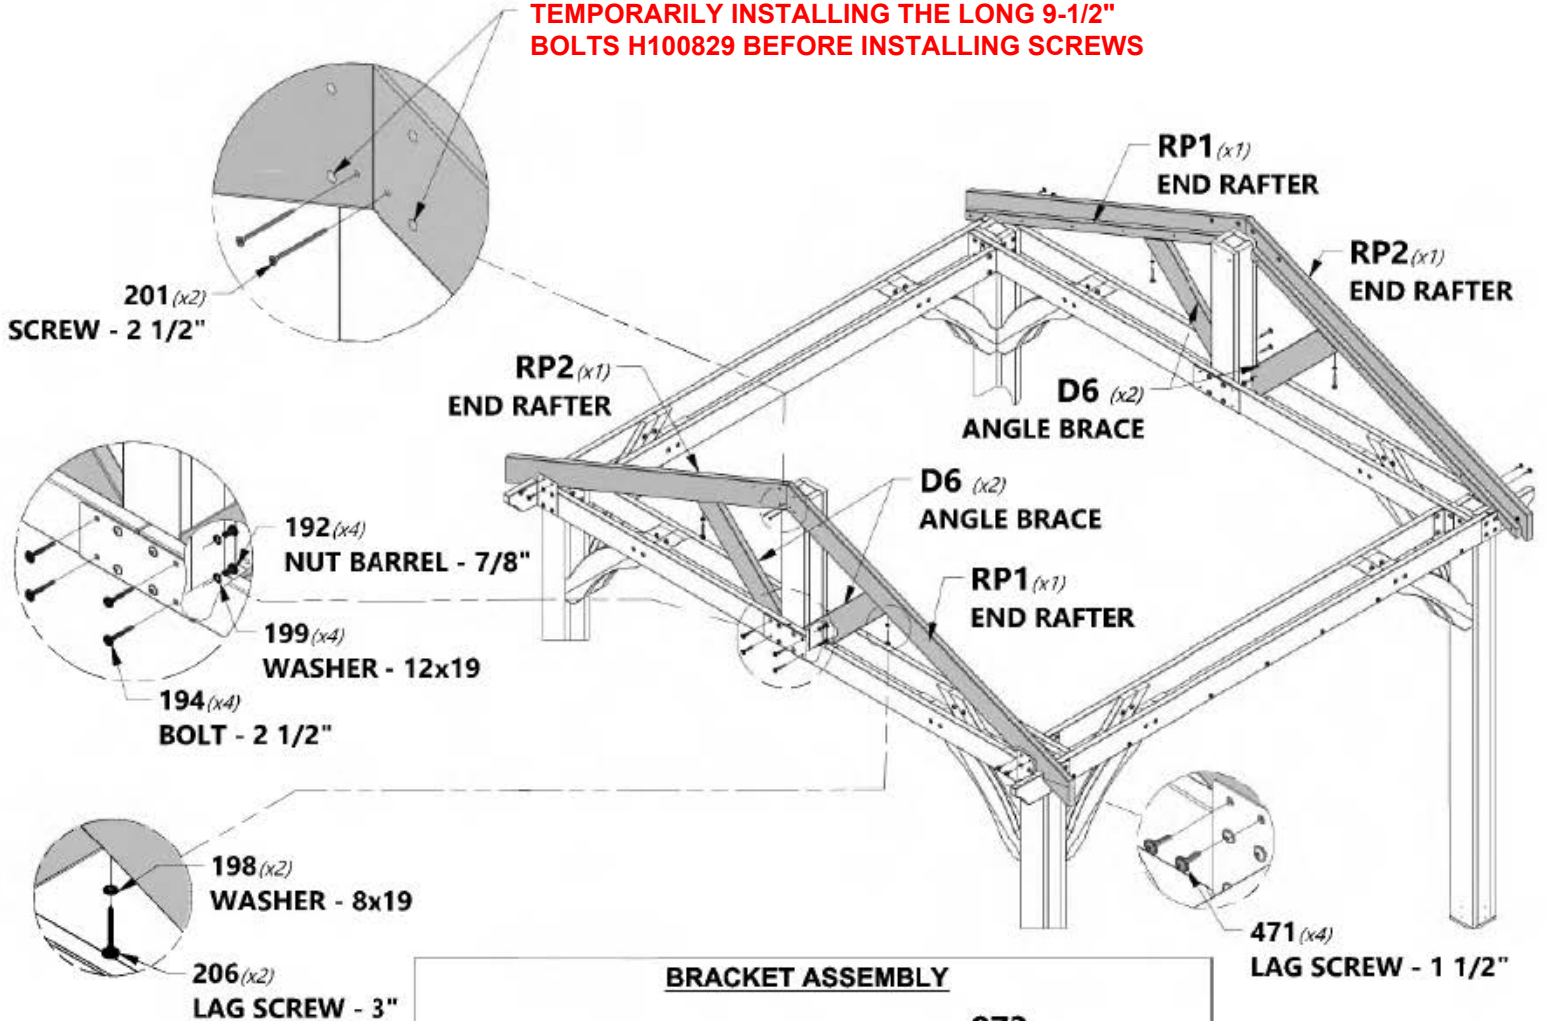 TEMPORARILY INSTALLING THE LONG 9-1/2"
BOLTS H100829 BEFORE INSTALLING SCREWS
RP1 (x1)
END RAFTER
RP2 (x1)
END RAFTER
201 (x2)
SCREW - 2 1/2"
RP2 (x1)
END RAFTER
D6 (x2)
ANGLE BRACE
D6 (x2)
ANGLE BRACE
192 (x4)
NUT BARREL - 7/8"
RP1 (x1)
END RAFTER
199 (x4)
WASHER - 12x19
194 (x4)
BOLT - 2 1/2"
198 (x2)
WASHER - 8x19
471 (x4)
LAG SCREW - 1 1/2"
206 (x2)
LAG SCREW - 3"
BRACKET ASSEMBLY